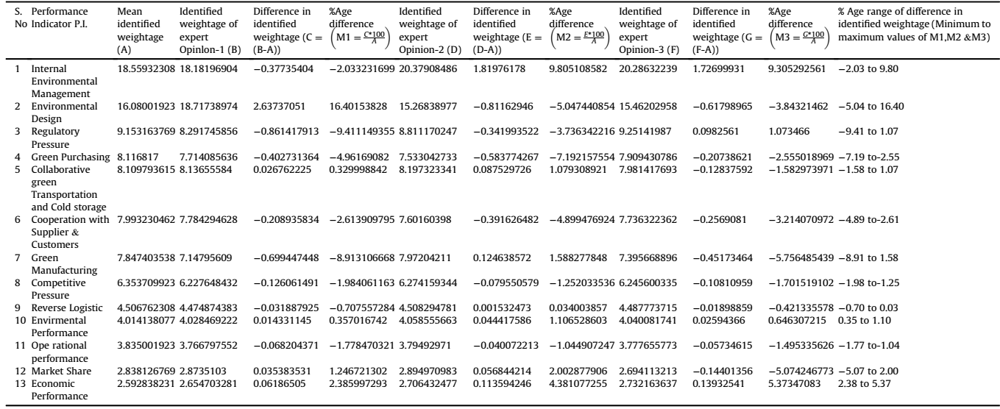 S. Performance Mean Identified Difference in %Age Identified Difference in %Age Identified Difference in %Age % Age range of difference in
No Indicator P.I. identified weightage of identified difference weightage of identified difference weightage of identified difference identified weightage (Minimum to
weightage expert weightage (C = (M1 = C*100/A) expert weightage (E = (M2 = E*100/A) expert weightage (G = (M3 = G*100/A) maximum values of M1,M2 &M3)
(A) Opinlon-1 (B) (B-A)) Opinion-2 (D) (D-A)) Opinion-3 (F) (F-A))
1 Internal 18.55932308 18.18196904 −0.37735404 −2.033231699 20.37908486 1.81976178 9.805108582 20.28632239 1.72699931 9.305292561 −2.03 to 9.80
Environmental
Management
2 Environmental 16.08001923 18.71738974 2.63737051 16.40153828 15.26838977 −0.81162946 −5.047440854 15.46202958 −0.61798965 −3.84321462 −5.04 to 16.40
Design
3 Regulatory 9.153163769 8.291745856 −0.861417913 −9.411149355 8.811170247 −0.341993522 −3.736342216 9.25141987 0.0982561 1.073466 −9.41 to 1.07
Pressure
4 Green Purchasing 8.116817 7.714085636 −0.402731364 −4.96169082 7.533042733 −0.583774267 −7.192157554 7.909430786 −0.20738621 −2.555018969 −7.19 to-2.55
5 Collaborative 8.109793615 8.13655584 0.026762225 0.329998842 8.197323341 0.087529726 1.079308921 7.981417693 −0.12837592 −1.582973971 −1.58 to 1.07
green
Transportation
and Cold storage
6 Cooperation with 7.993230462 7.784294628 −0.208935834 −2.613909795 7.60160398 −0.391626482 −4.899476924 7.736322362 −0.2569081 −3.214070972 −4.89 to-2.61
Supplier &
Customers
7 Green 7.847403538 7.14795609 −0.699447448 −8.913106668 7.97204211 0.124638572 1.588277848 7.395668896 −0.45173464 −5.756485439 −8.91 to 1.58
Manufacturing
8 Competitive 6.353709923 6.227648432 −0.126061491 −1.984061163 6.274159344 −0.079550579 −1.252033536 6.245600335 −0.10810959 −1.701519102 −1.98 to-1.25
Pressure
9 Reverse Logistic 4.506762308 4.474874383 −0.031887925 −0.707557284 4.508294781 0.001532473 0.034003857 4.487773715 −0.01898859 −0.421335578 −0.70 to 0.03
10 Envirmental 4.014138077 4.028469222 0.014331145 0.357016742 4.058555663 0.044417586 1.106528603 4.040081741 0.02594366 0.646307215 0.35 to 1.10
Performance
11 Ope rational 3.835001923 3.766797552 −0.068204371 −1.778470321 3.79492971 −0.040072213 −1.044907247 3.777655773 −0.05734615 −1.495335626 −1.77 to-1.04
performance
12 Market Share 2.838126769 2.8735103 0.035383531 1.246721302 2.894970983 0.056844214 2.002877906 2.694113213 −0.14401356 −5.074246773 −5.07 to 2.00
13 Economic 2.592838231 2.654703281 0.06186505 2.385997293 2.706432477 0.113594246 4.381077255 2.732163637 0.13932541 5.37347083 2.38 to 5.37
Performance